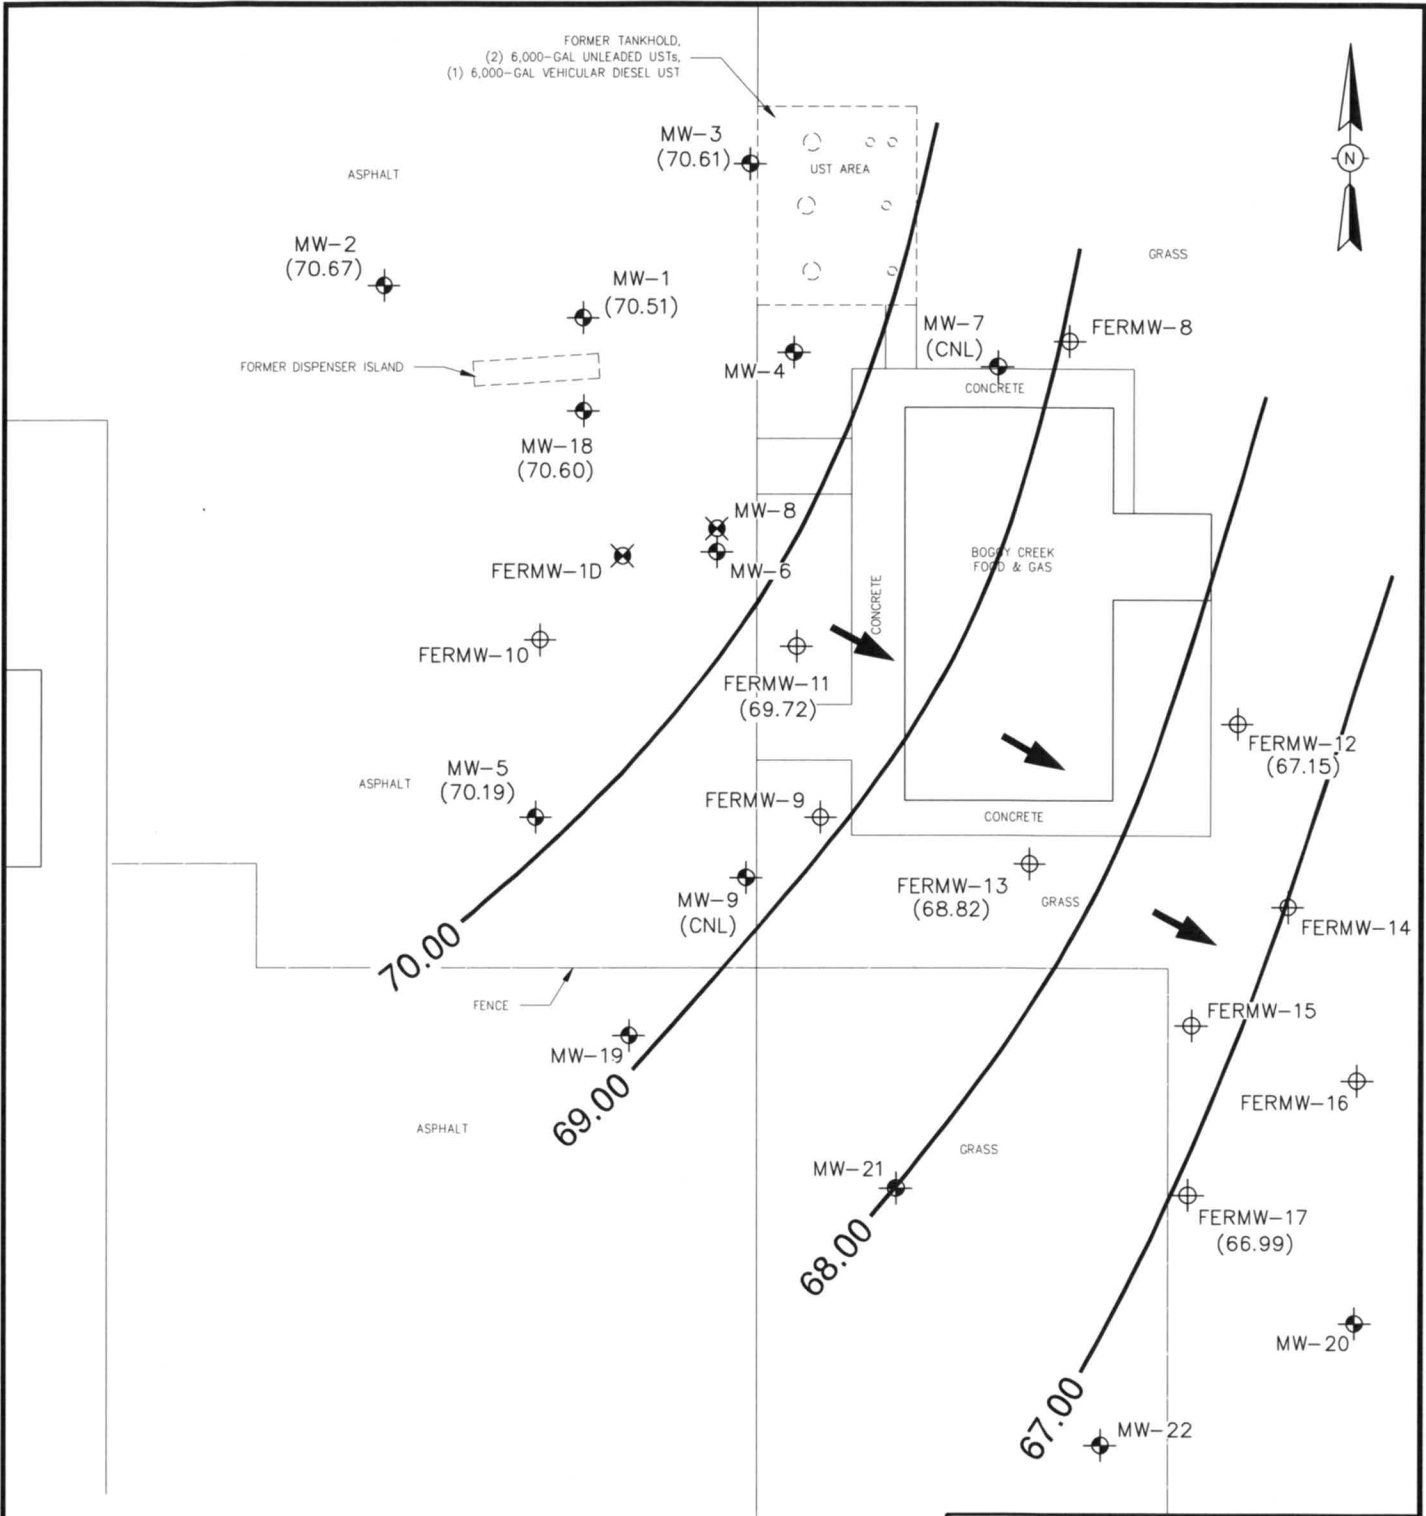 FORMER TANKHOLD,
(2) 6,000-GAL UNLEADED USTs,
(1) 6,000-GAL VEHICULAR DIESEL UST
MW-3
(70.61)
UST AREA
ASPHALT
N
MW-2
(70.67)
MW-1
(70.51)
GRASS
MW-7
(CNL)
FERMW-8
FORMER DISPENSER ISLAND
MW-4
CONCRETE
MW-18
(70.60)
MW-8
FERMW-1D
MW-6
BOGGY CREEK
FOOD & GAS
CONCRETE
FERMW-10
FERMW-11
(69.72)
FERMW-12
(67.15)
MW-5
(70.19)
ASPHALT
FERMW-9
CONCRETE
FERMW-13
(68.82)
GRASS
MW-9
(CNL)
FERMW-14
70.00
FENCE
FERMW-15
MW-19
69.00
FERMW-16
ASPHALT
GRASS
MW-21
FERMW-17
(66.99)
68.00
MW-20
67.00
MW-22